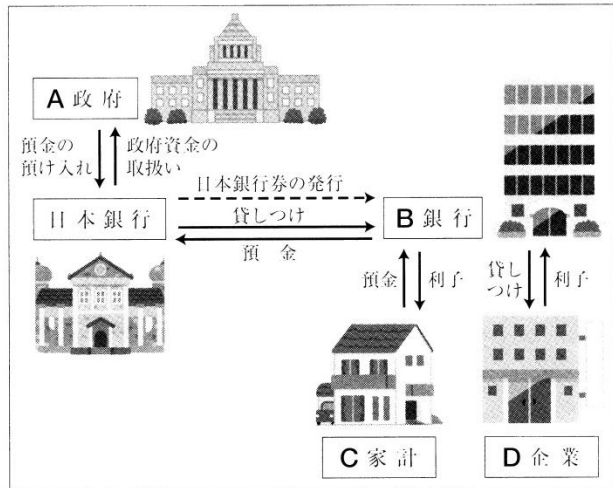 A 政府
預金の
預け入れ
政府資金の
取扱い
日本銀行
日本銀行券の発行
貸しつけ
預金
B 銀行
預金
利子
貸し
つけ
利子
C 家計
D 企業